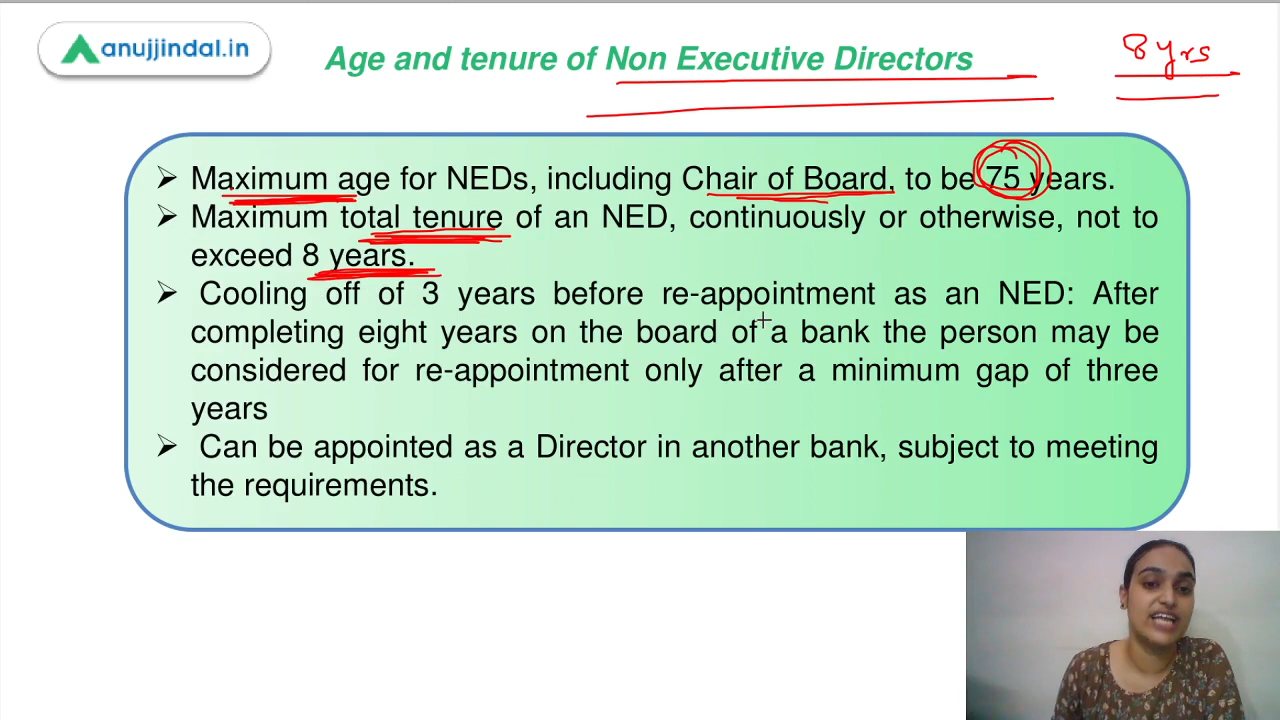 anujjindal.in
Age and tenure of Non Executive Directors
8 yrs
➢ Maximum age for NEDs, including Chair of Board, to be 75 years.
➢ Maximum total tenure of an NED, continuously or otherwise, not to
exceed 8 years.
➢ Cooling off of 3 years before re-appointment as an NED: After
completing eight years on the board of a bank the person may be
considered for re-appointment only after a minimum gap of three
years
➢ Can be appointed as a Director in another bank, subject to meeting
the requirements.